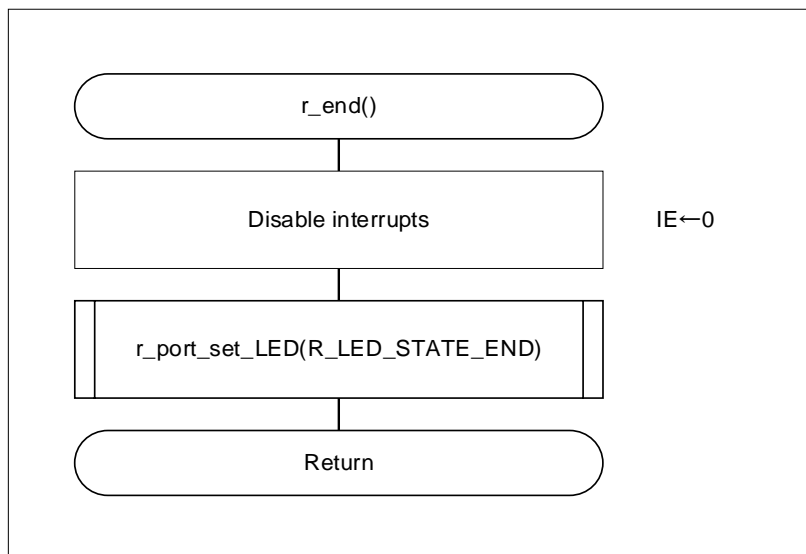 r_end()
Disable interrupts
IE←0
r_port_set_LED(R_LED_STATE_END)
Return